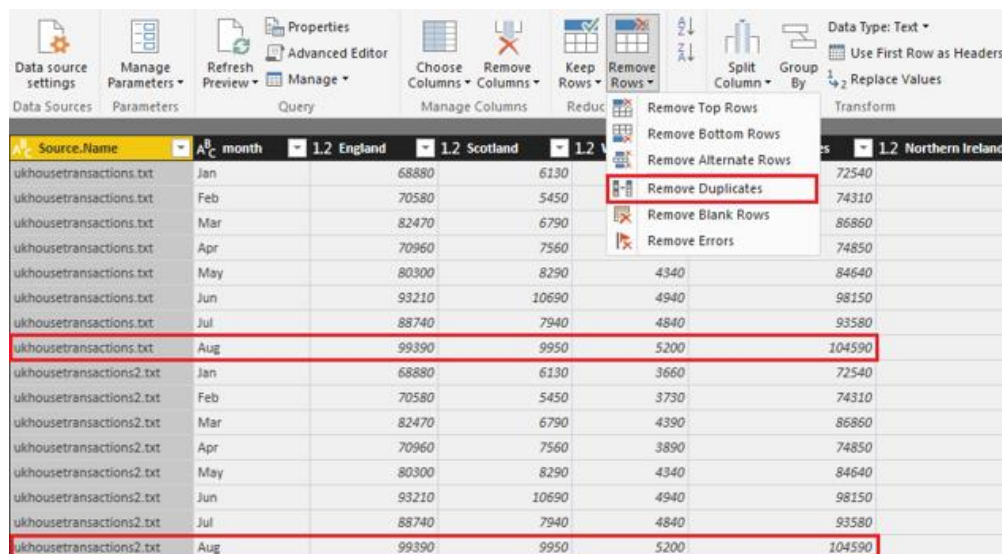 Properties
Advanced Editor
Manage
Data source settings
Manage Parameters
Refresh Preview
Choose Columns
Remove Columns
Keep Rows
Remove Rows
A Z
Z A
Split Column
Group By
Data Type: Text
Use First Row as Headers
1 2 Replace Values
Data Sources Parameters Query Manage Columns Reduc Transform
Remove Top Rows
Remove Bottom Rows
Remove Alternate Rows
Remove Duplicates
Remove Blank Rows
Remove Errors
ABC Source.Name ABC month 1.2 England 1.2 Scotland 1.2 es 1.2 Northern Ireland
ukhousetransactions.txt Jan 68880 6130 72540
ukhousetransactions.txt Feb 70580 5450 74310
ukhousetransactions.txt Mar 82470 6790 86860
ukhousetransactions.txt Apr 70960 7560 74850
ukhousetransactions.txt May 80300 8290 4340 84640
ukhousetransactions.txt Jun 93210 10690 4940 98150
ukhousetransactions.txt Jul 88740 7940 4840 93580
ukhousetransactions.txt Aug 99390 9950 5200 104590
ukhousetransactions2.txt Jan 68880 6130 3660 72540
ukhousetransactions2.txt Feb 70580 5450 3730 74310
ukhousetransactions2.txt Mar 82470 6790 4390 86860
ukhousetransactions2.txt Apr 70960 7560 3890 74850
ukhousetransactions2.txt May 80300 8290 4340 84640
ukhousetransactions2.txt Jun 93210 10690 4940 98150
ukhousetransactions2.txt Jul 88740 7940 4840 93580
ukhousetransactions2.txt Aug 99390 9950 5200 104590